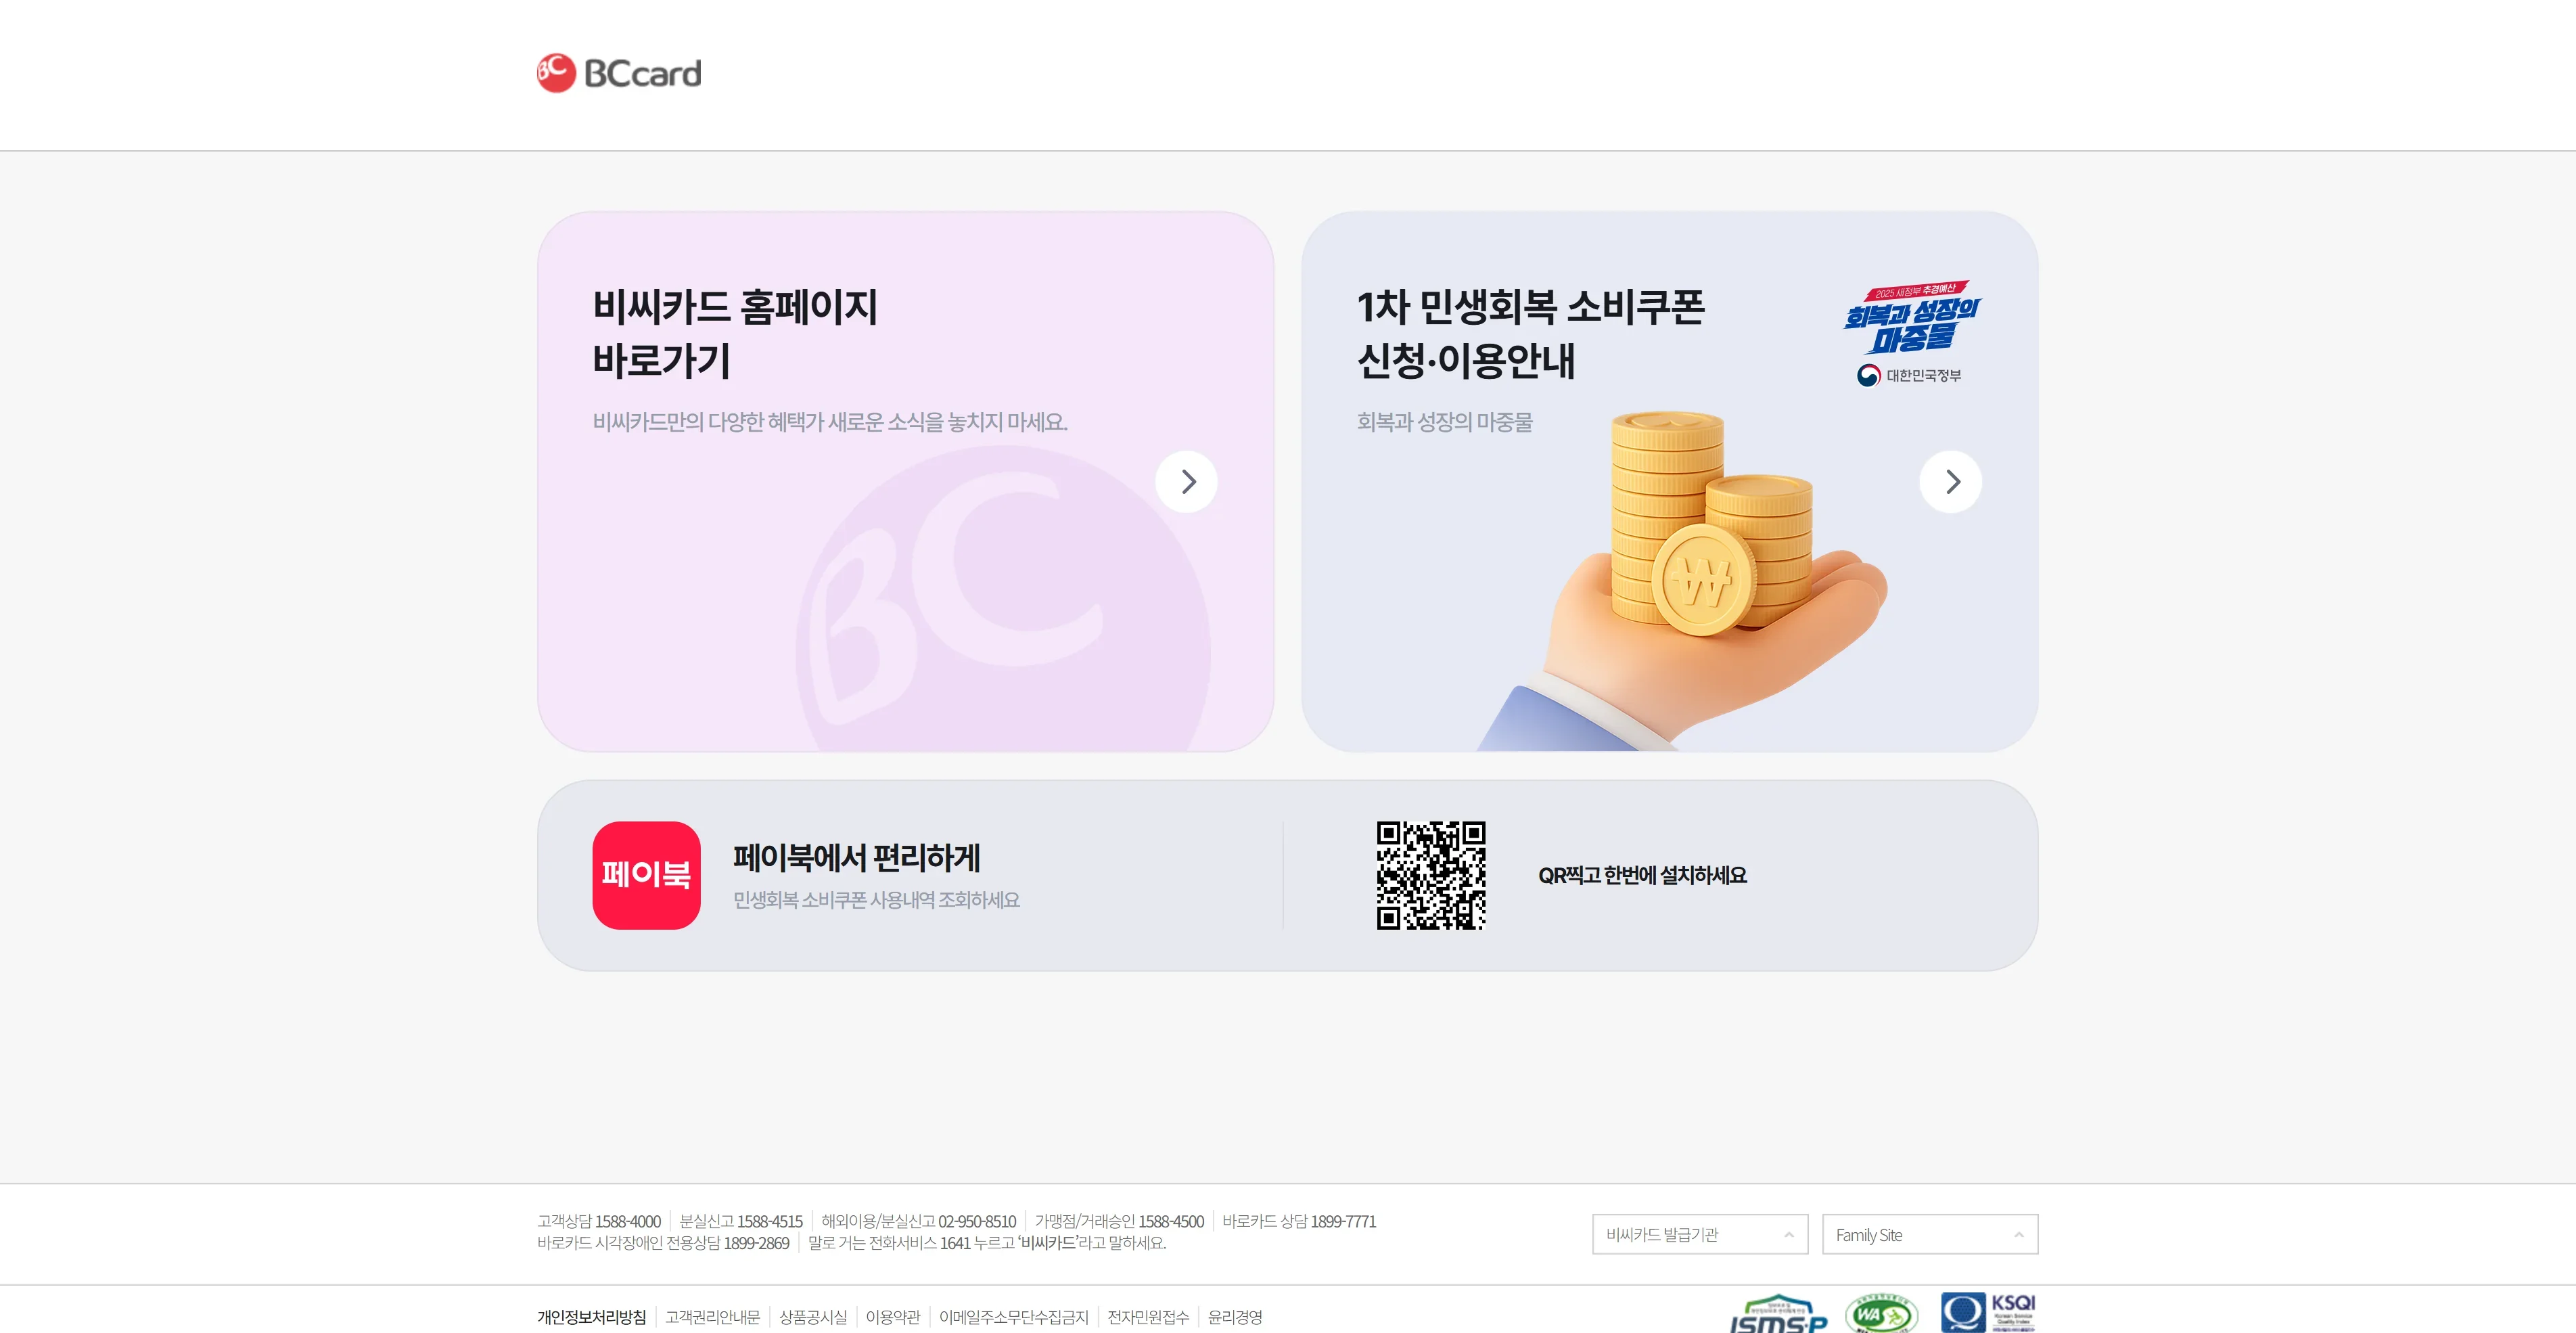 BC BCcard
비씨카드 홈페이지
바로가기
비씨카드만의 다양한 혜택가 새로운 소식을 놓치지 마세요.
BC
1차 민생회복 소비쿠폰
신청·이용안내
회복과 성장의 마중물
2025 새정부 추경예산
회복과 성장의
마중물
대한민국정부
₩
페이북
페이북에서 편리하게
민생회복 소비쿠폰 사용내역 조회하세요
QR찍고 한번에 설치하세요
고객상담 1588-4000 분실신고 1588-4515 해외이용/분실신고 02-950-8510 가맹점/거래승인 1588-4500 바로카드 상담 1899-7771
바로카드 시각장애인 전용상담 1899-2869 말로 거는 전화서비스 1641 누르고 ‘비씨카드’라고 말하세요.
비씨카드 발급기관
Family Site
개인정보처리방침 고객권리안내문 상품공시실 이용약관 이메일주소무단수집금지 전자민원접수 윤리경영
ISMS-P
WA
Q KSQI
Korean Service
Quality Index